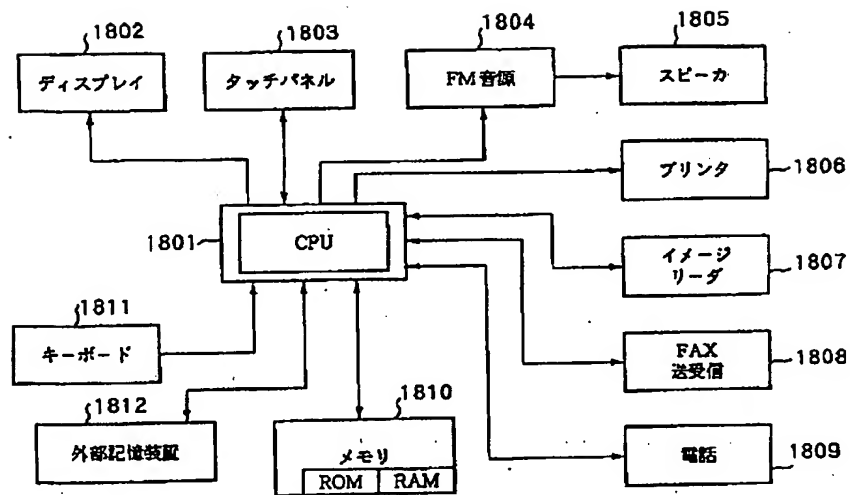 1802
ディスプレイ
1803
タッチパネル
1804
FM音源
1805
スピーカ
プリンタ
1806
1801
CPU
イメージ
リーダ
1807
1811
キーボード
FAX
送受信
1808
1812
外部記憶装置
1810
メモリ
ROM
RAM
電話
1809